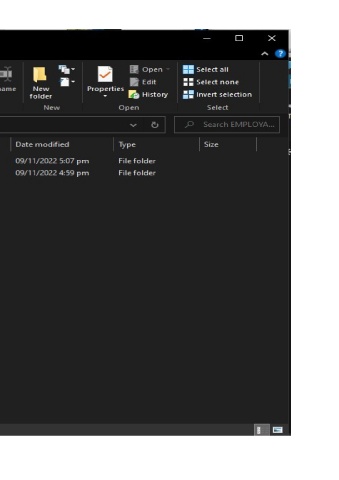 New folder
Properties
Open
Edit
History
Select all
Select none
Invert selection
New
Open
Select
Search EMPLOYA...
Date modified
Type
Size
09/11/2022 5:07 pm
File folder
09/11/2022 4:59 pm
File folder